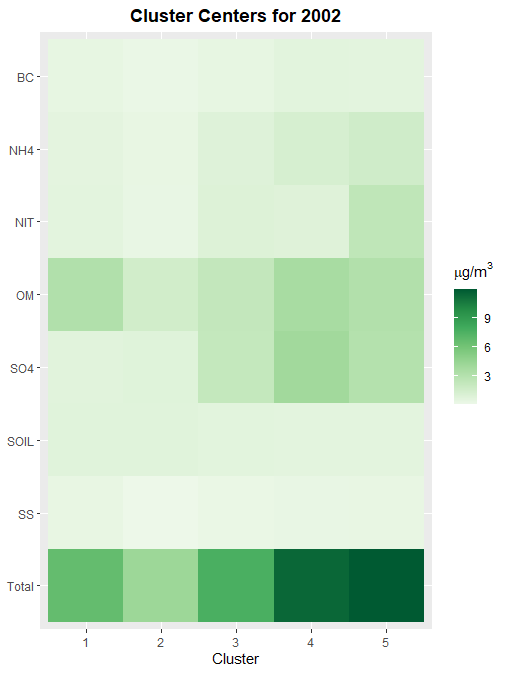 Cluster Centers for 2002
BC
NH4
NIT
OM
SO4
SOIL
SS
Total
1 2 3 4 5
Cluster
μg/m³
9
6
3